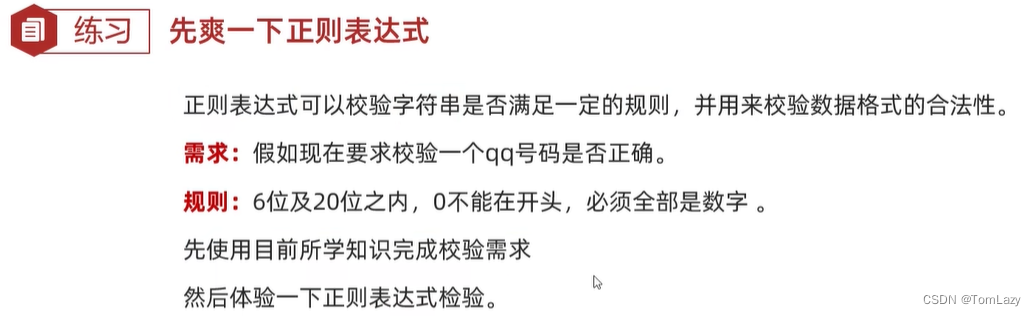 练习 先爽一下正则表达式
正则表达式可以校验字符串是否满足一定的规则，并用来校验数据格式的合法性。
需求：假如现在要求校验一个qq号码是否正确。
规则：6位及20位之内，0不能在开头，必须全部是数字 。
先使用目前所学知识完成校验需求
然后体验一下正则表达式检验。
CSDN @TomLazy